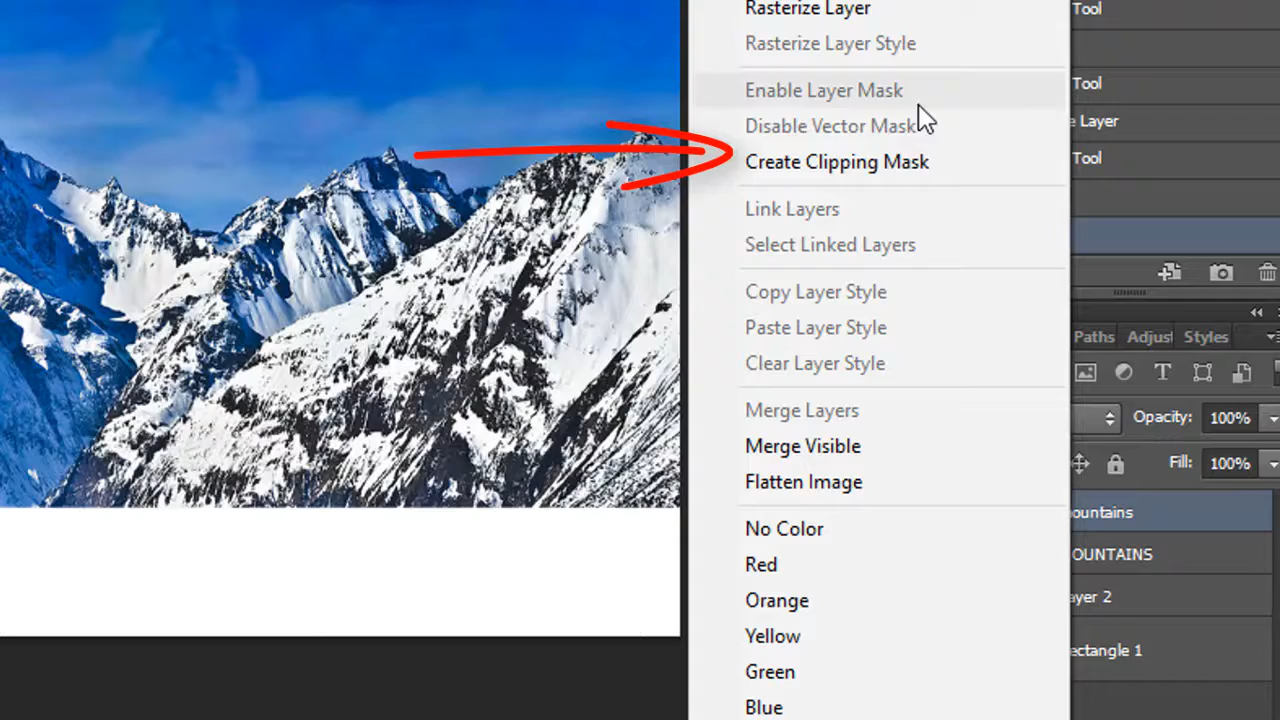 Rasterize Layer
Rasterize Layer Style
Enable Layer Mask
Disable Vector Mask
Create Clipping Mask
Link Layers
Select Linked Layers
Copy Layer Style
Paste Layer Style
Clear Layer Style
Merge Layers
Merge Visible
Flatten Image
No Color
Red
Orange
Yellow
Green
Blue
Tool
Tool
e Layer
Tool
Paths Adjust Styles
T
Opacity: 100%
Fill: 100%
ountains
OUNTAINS
ayer 2
ectangle 1